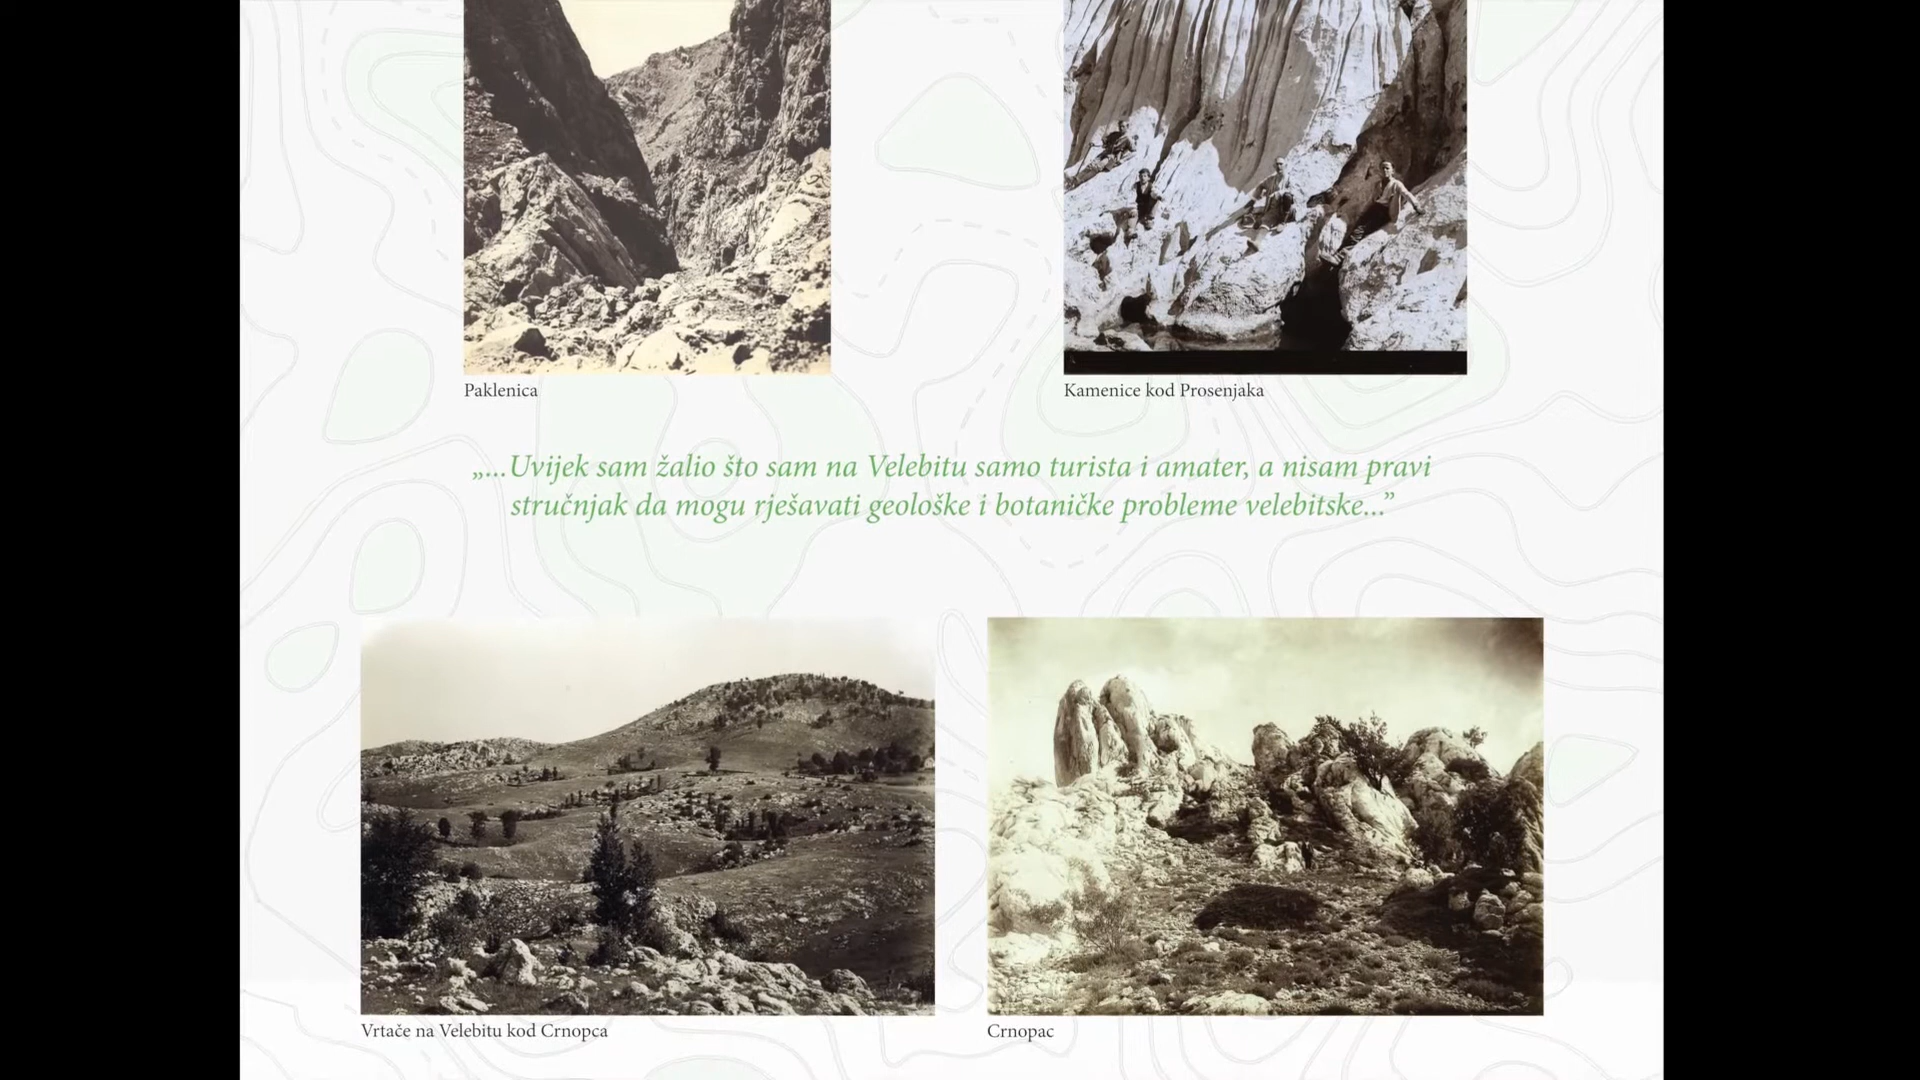 Paklenica
Kamenice kod Prosenjaka
„...Uvijek sam žalio što sam na Velebitu samo turista i amater, a nisam pravi
stručnjak da mogu rješavati geološke i botaničke probleme velebitske...”
Vrtače na Velebitu kod Crnopca
Crnopac